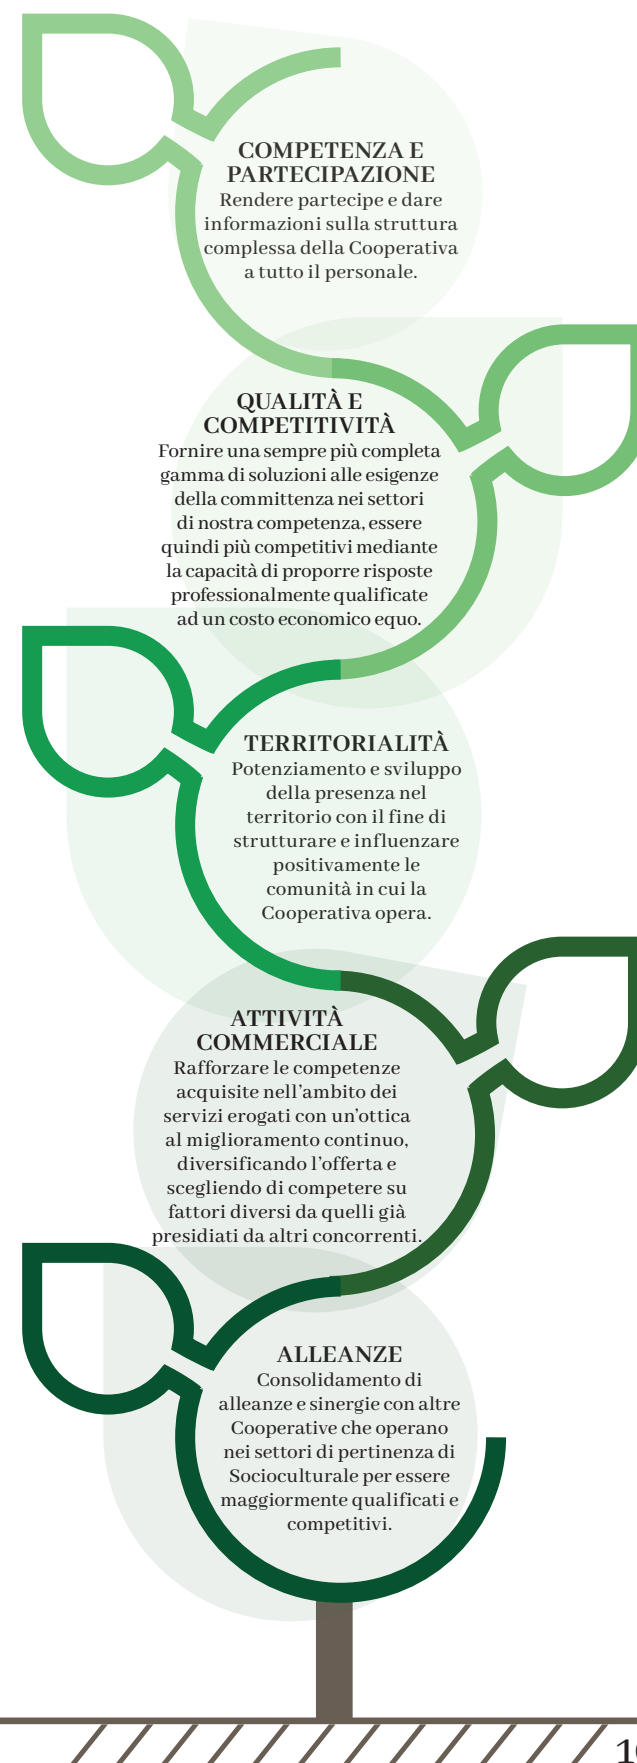 COMPETENZA E
PARTECIPAZIONE
Rendere partecipe e dare
informazioni sulla struttura
complessa della Cooperativa
a tutto il personale.
QUALITÀ E
COMPETITIVITÀ
Fornire una sempre più completa
gamma di soluzioni alle esigenze
della committenza nei settori
di nostra competenza, essere
quindi più competitivi mediante
la capacità di proporre risposte
professionalmente qualificate
ad un costo economico equo.
TERRITORIALITÀ
Potenziamento e sviluppo
della presenza nel
territorio con il fine di
strutturare e influenzare
positivamente le
comunità in cui la
Cooperativa opera.
ATTIVITÀ
COMMERCIALE
Rafforzare le competenze
acquisite nell'ambito dei
servizi erogati con un'ottica
al miglioramento continuo,
diversificando l'offerta e
scegliendo di competere su
fattori diversi da quelli già
presidiati da altri concorrenti.
ALLEANZE
Consolidamento di
alleanze e sinergie con altre
Cooperative che operano
nei settori di pertinenza di
Socioculturale per essere
maggiormente qualificati e
competitivi.